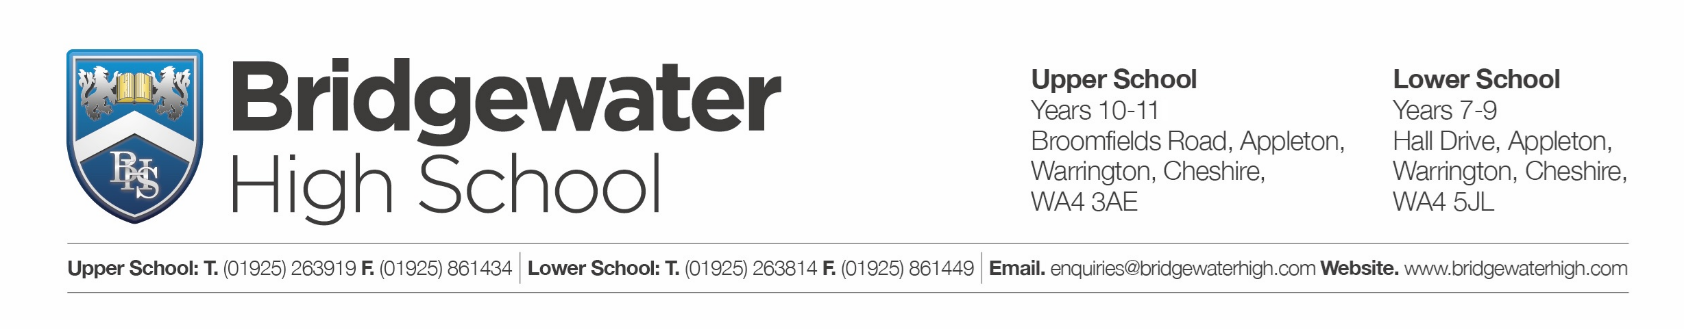 BHS
Bridgewater
High School
Upper School
Years 10-11
Broomfields Road, Appleton,
Warrington, Cheshire,
WA4 3AE
Lower School
Years 7-9
Hall Drive, Appleton,
Warrington, Cheshire,
WA4 5JL
Upper School: T. (01925) 263919 F. (01925) 861434 Lower School: T. (01925) 263814 F. (01925) 861449 Email. enquiries@bridgewaterhigh.com Website. www.bridgewaterhigh.com